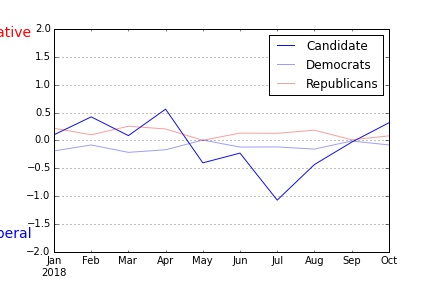 ative
2.0
1.5
1.0
0.5
0.0
−0.5
−1.0
−1.5
−2.0
peral
Candidate
Democrats
Republicans
Jan Feb Mar Apr May Jun Jul Aug Sep Oct
2018